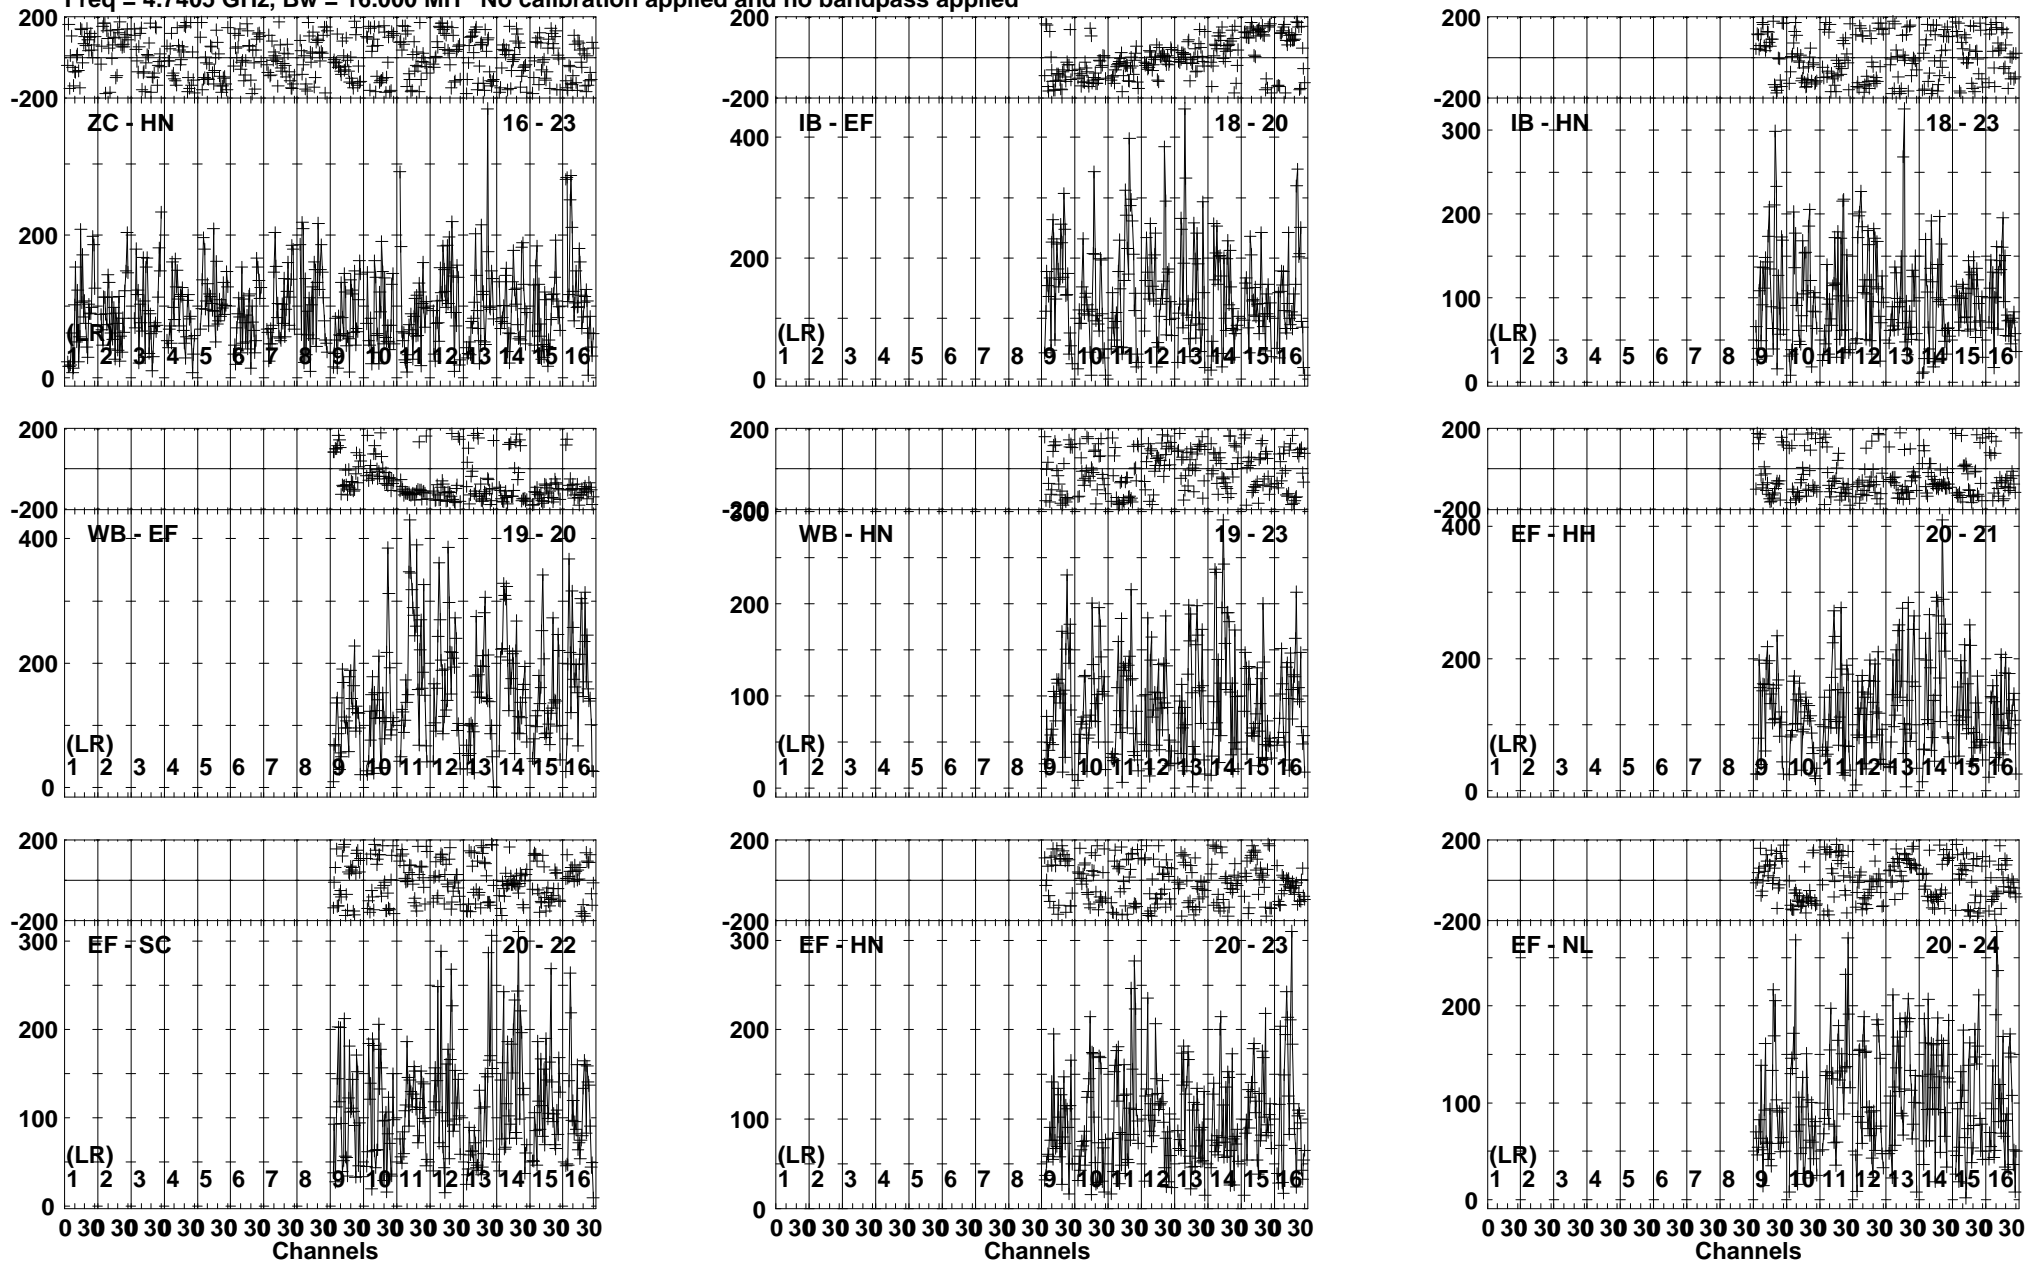 Freq = 4.7405 GHz, Bw = 16.000 MH No calibration applied and no bandpass applied
200 200 200
-200 -200 -200
ZC - HN 16 - 23 IB - EF 18 - 20 IB - HN 18 - 23
400 300
200 200 200
100
(LR) (LR) (LR)
1 2 3 4 5 6 7 8 9 10 11 12 13 14 15 16 1 2 3 4 5 6 7 8 9 10 11 12 13 14 15 16 1 2 3 4 5 6 7 8 9 10 11 12 13 14 15 16
0 0 0
200 200 200
-200 -200 -200
300
WB - EF 19 - 20 WB - HN 19 - 23 EF - HH 20 - 21
400 400
200 200 200
100
(LR) (LR) (LR)
1 2 3 4 5 6 7 8 9 10 11 12 13 14 15 16 1 2 3 4 5 6 7 8 9 10 11 12 13 14 15 16 1 2 3 4 5 6 7 8 9 10 11 12 13 14 15 16
0 0 0
200 200 200
-200 -200 -200
EF - SC 20 - 22 EF - HN 20 - 23 EF - NL 20 - 24
300 300
200 200 200
100 100 100
(LR) (LR) (LR)
1 2 3 4 5 6 7 8 9 10 11 12 13 14 15 16 1 2 3 4 5 6 7 8 9 10 11 12 13 14 15 16 1 2 3 4 5 6 7 8 9 10 11 12 13 14 15 16
0 0 0
0 30 30 30 30 30 30 30 30 30 30 30 30 30 30 30 30 0 30 30 30 30 30 30 30 30 30 30 30 30 30 30 30 30 0 30 30 30 30 30 30 30 30 30 30 30 30 30 30 30 30
Channels Channels Channels